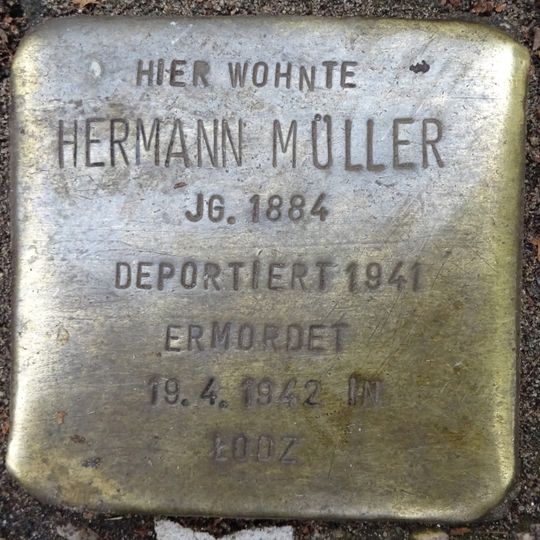 HIER WOHNTE
HERMANN MÜLLER
JG. 1884
DEPORTIERT 1941
ERMORDET
19.4.1942 IN
ŁODZ